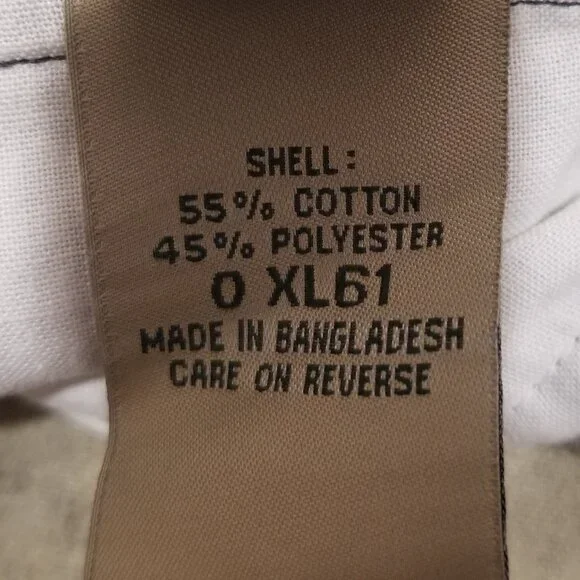 SHELL:
55% COTTON
45% POLYESTER
0 XL61
MADE IN BANGLADESH
CARE ON REVERSE